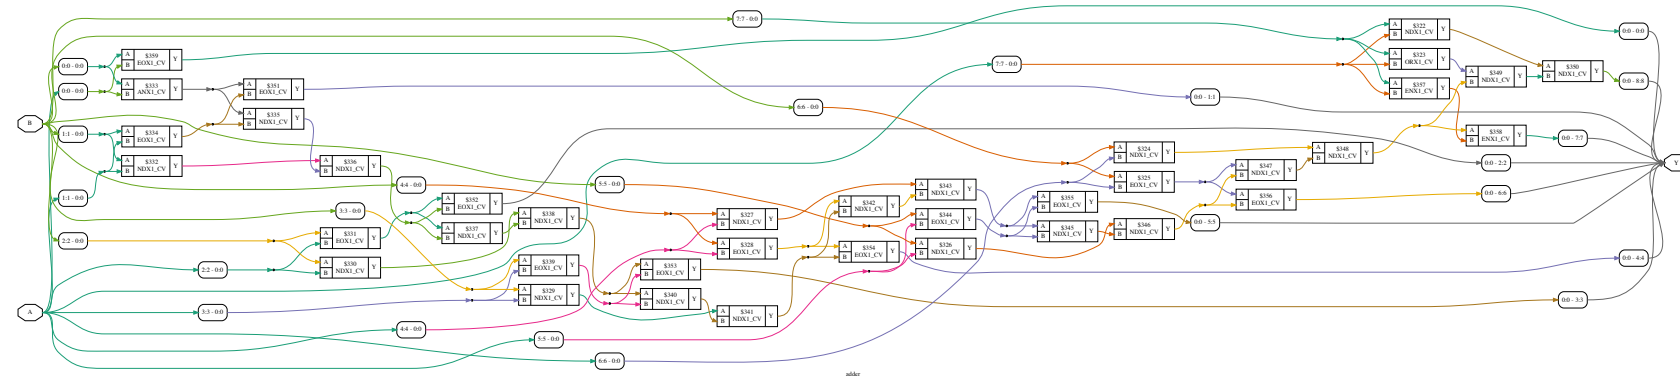 7:7 - 0:0
0:0 - 0:0
A $322 Y
B NDX1_CV
A $359 Y
B EOX1_CV
A $323 Y
B ORX1_CV
0:0 - 0:0
7:7 - 0:0
A $349 Y
B NDX1_CV
A $350 Y
B NDX1_CV
0:0 - 8:8
0:0 - 0:0
A $333 Y
B ANX1_CV
A $351 Y
B EOX1_CV
A $357 Y
B ENX1_CV
0:0 - 1:1
6:6 - 0:0
B
A $335 Y
B NDX1_CV
1:1 - 0:0
A $334 Y
B EOX1_CV
A $358 Y
B ENX1_CV
0:0 - 7:7
A $324 Y
B NDX1_CV
A $348 Y
B NDX1_CV
A $332 Y
B NDX1_CV
A $336 Y
B NDX1_CV
A $347 Y
B NDX1_CV
0:0 - 2:2
Y
4:4 - 0:0
5:5 - 0:0
A $325 Y
B EOX1_CV
A $343 Y
B NDX1_CV
1:1 - 0:0
A $356 Y
B EOX1_CV
0:0 - 6:6
A $352 Y
B EOX1_CV
A $342 Y
B NDX1_CV
A $355 Y
B EOX1_CV
3:3 - 0:0
A $338 Y
B NDX1_CV
A $327 Y
B NDX1_CV
A $344 Y
B EOX1_CV
0:0 - 5:5
A $337 Y
B NDX1_CV
A $345 Y
B NDX1_CV
A $346 Y
B NDX1_CV
2:2 - 0:0
A $331 Y
B EOX1_CV
A $328 Y
B EOX1_CV
A $354 Y
B EOX1_CV
A $326 Y
B NDX1_CV
0:0 - 4:4
2:2 - 0:0
A $330 Y
B NDX1_CV
A $339 Y
B EOX1_CV
A $353 Y
B EOX1_CV
A $329 Y
B NDX1_CV
A $340 Y
B NDX1_CV
0:0 - 3:3
A
3:3 - 0:0
A $341 Y
B NDX1_CV
4:4 - 0:0
5:5 - 0:0
6:6 - 0:0
adder